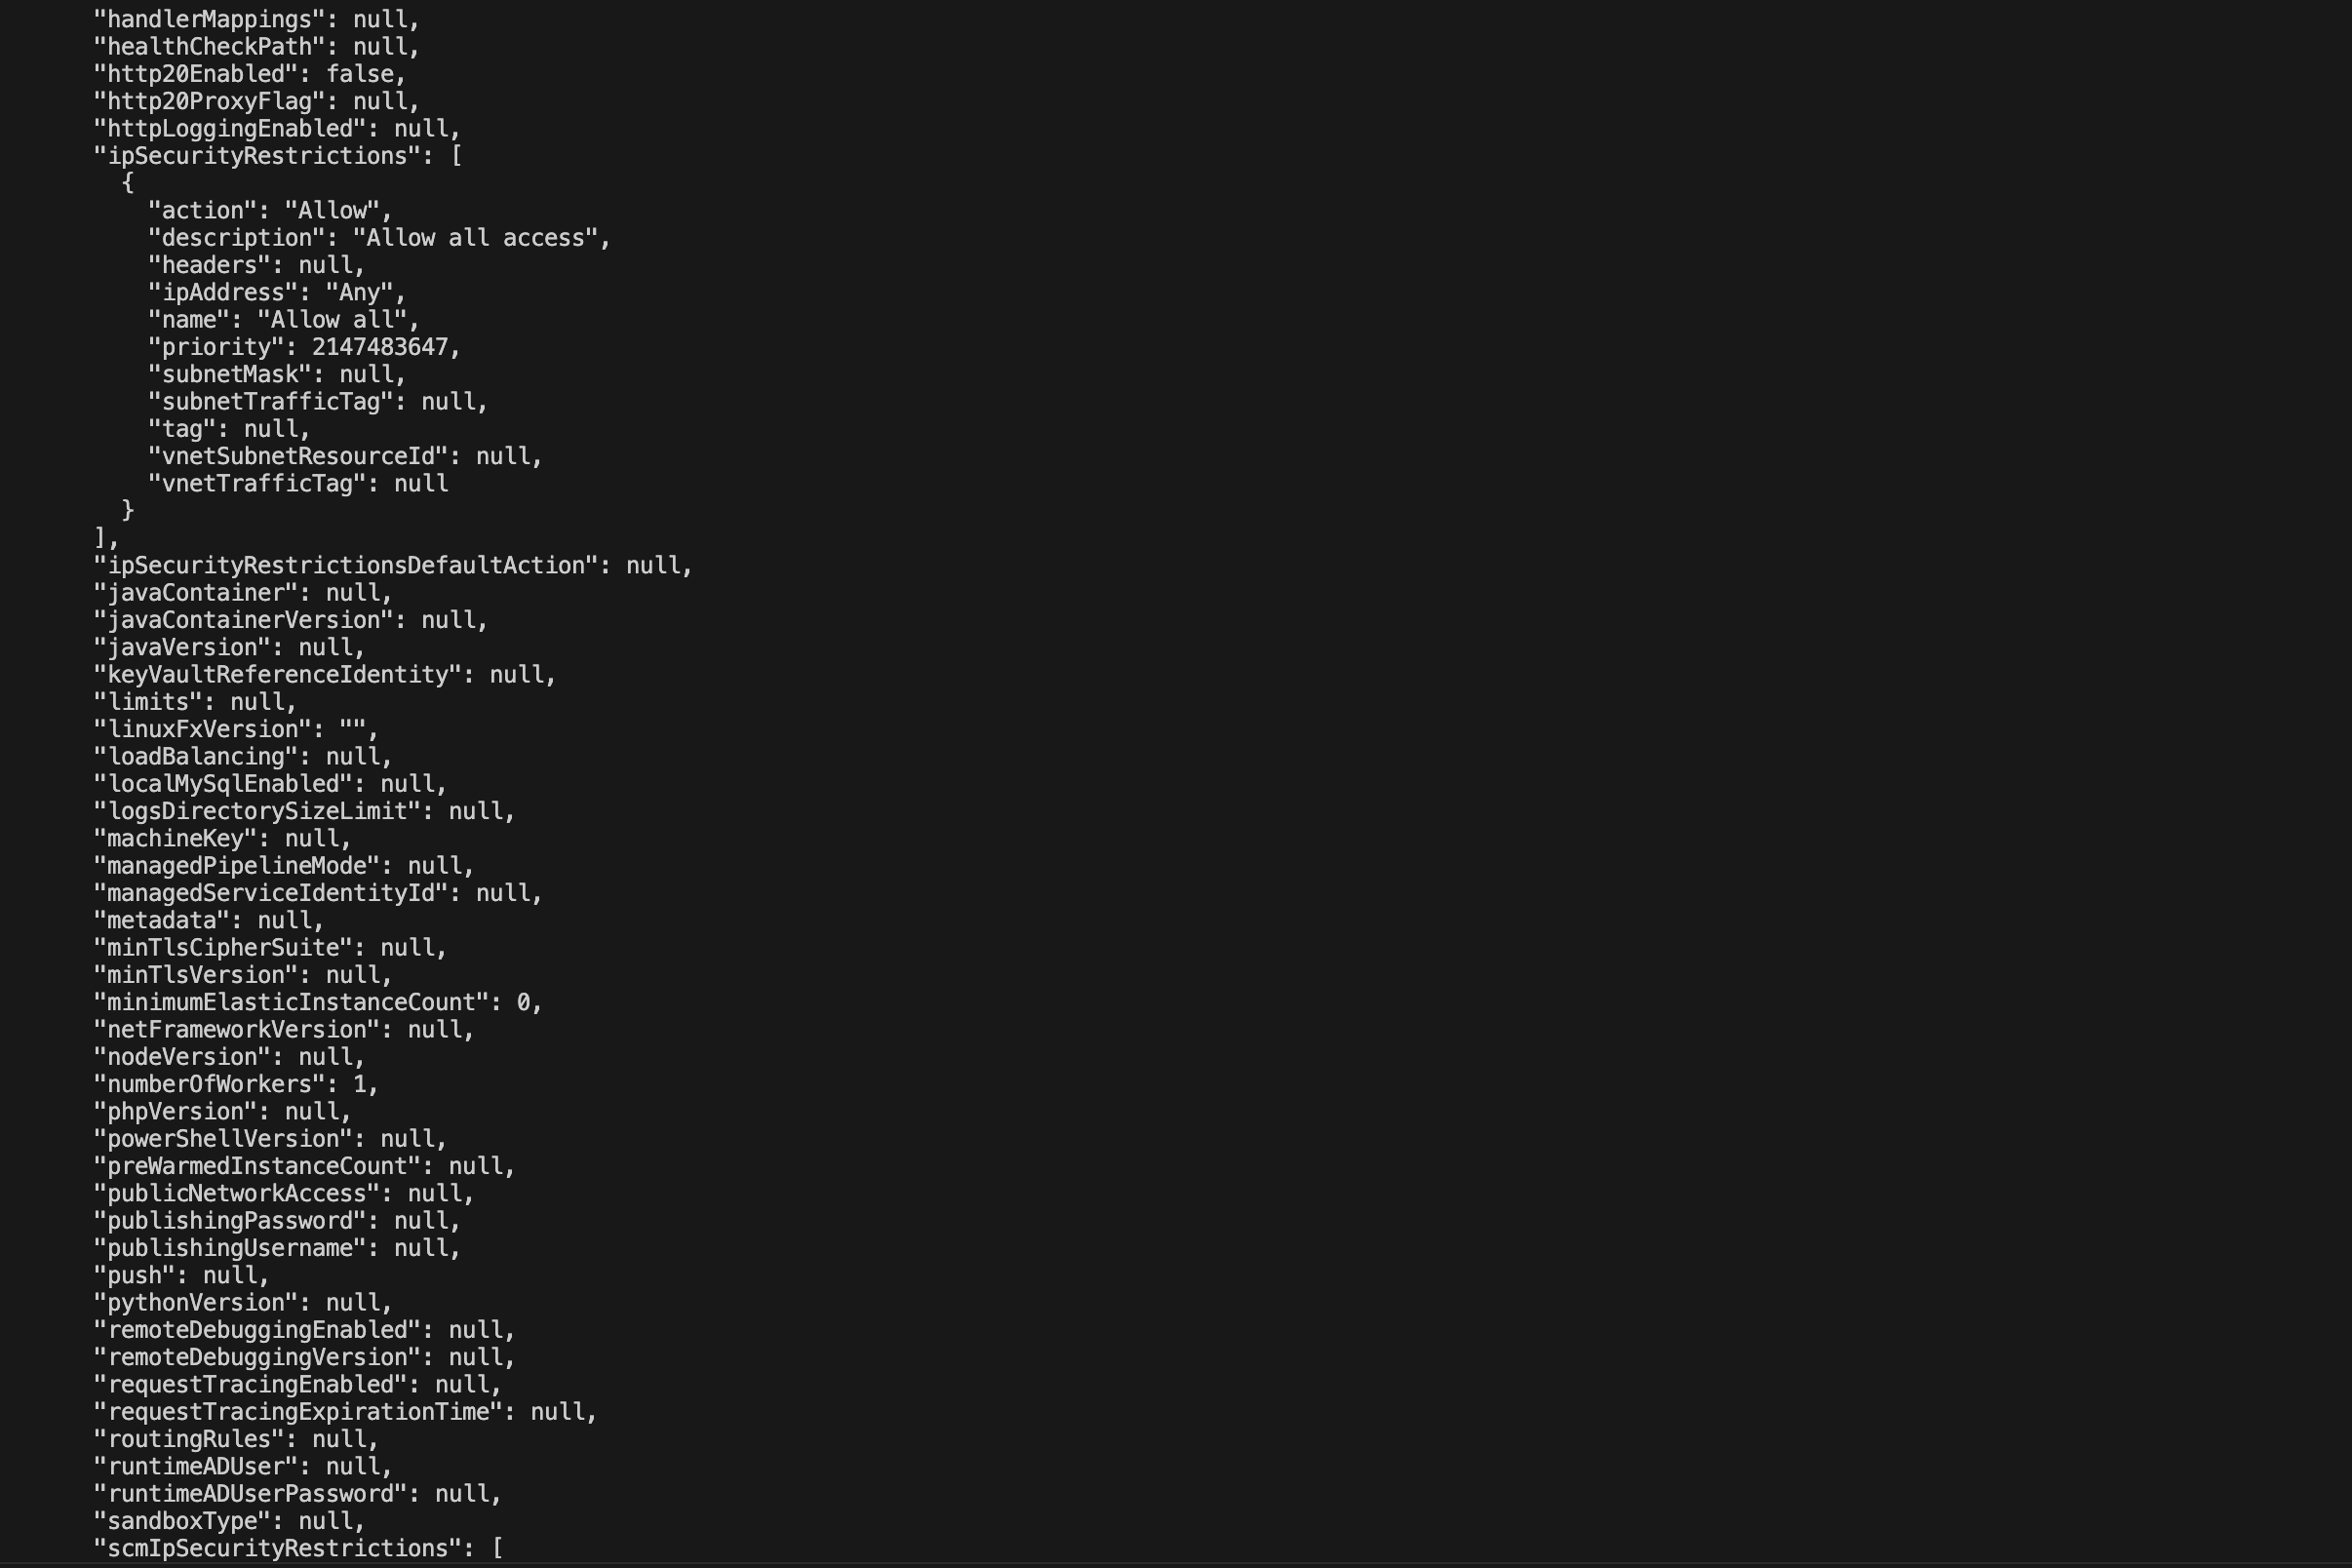 "handlerMappings": null,
"healthCheckPath": null,
"http20Enabled": false,
"http20ProxyFlag": null,
"httpLoggingEnabled": null,
"ipSecurityRestrictions": [
{
"action": "Allow",
"description": "Allow all access",
"headers": null,
"ipAddress": "Any",
"name": "Allow all",
"priority": 2147483647,
"subnetMask": null,
"subnetTrafficTag": null,
"tag": null,
"vnetSubnetResourceId": null,
"vnetTrafficTag": null
}
],
"ipSecurityRestrictionsDefaultAction": null,
"javaContainer": null,
"javaContainerVersion": null,
"javaVersion": null,
"keyVaultReferenceIdentity": null,
"limits": null,
"linuxFxVersion": "",
"loadBalancing": null,
"localMySqlEnabled": null,
"logsDirectorySizeLimit": null,
"machineKey": null,
"managedPipelineMode": null,
"managedServiceIdentityId": null,
"metadata": null,
"minTlsCipherSuite": null,
"minTlsVersion": null,
"minimumElasticInstanceCount": 0,
"netFrameworkVersion": null,
"nodeVersion": null,
"numberOfWorkers": 1,
"phpVersion": null,
"powerShellVersion": null,
"preWarmedInstanceCount": null,
"publicNetworkAccess": null,
"publishingPassword": null,
"publishingUsername": null,
"push": null,
"pythonVersion": null,
"remoteDebuggingEnabled": null,
"remoteDebuggingVersion": null,
"requestTracingEnabled": null,
"requestTracingExpirationTime": null,
"routingRules": null,
"runtimeADUser": null,
"runtimeADUserPassword": null,
"sandboxType": null,
"scmIpSecurityRestrictions": [